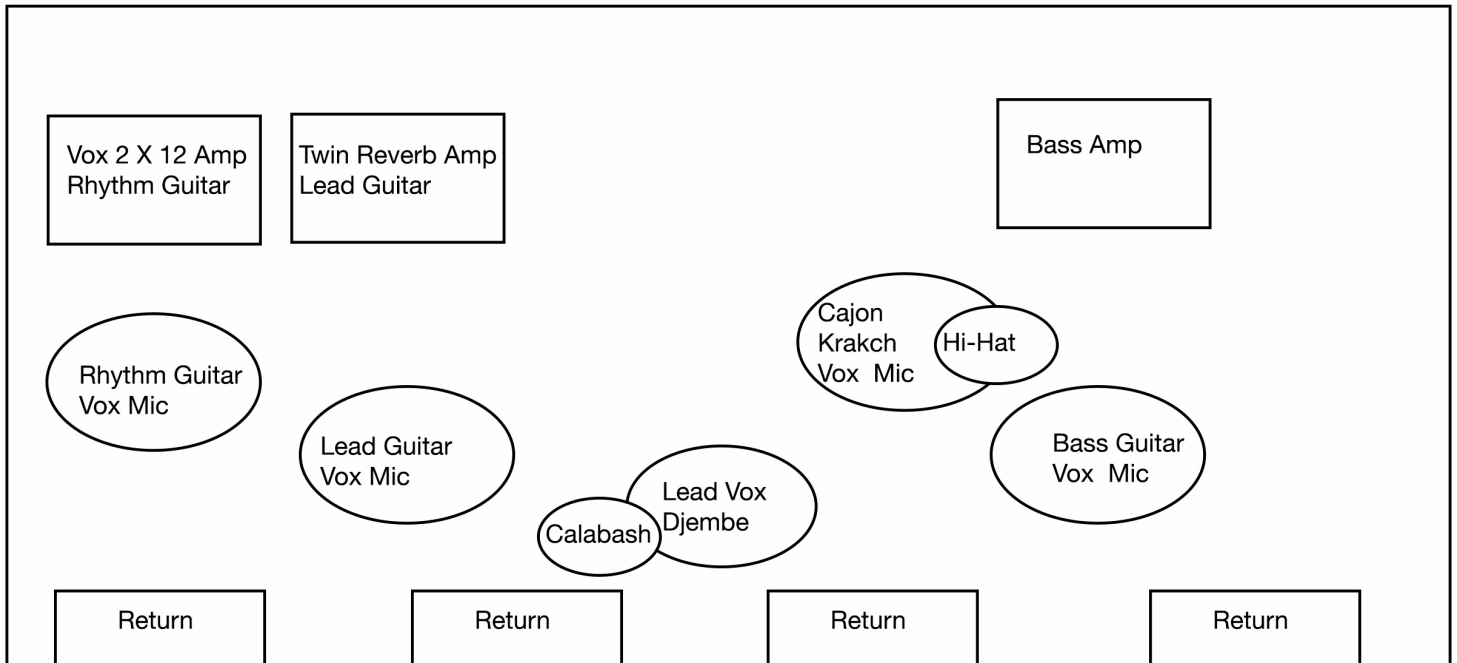 Vox 2 X 12 Amp
Rhythm Guitar
Twin Reverb Amp
Lead Guitar
Bass Amp
Cajon
Krakch
Vox  Mic
Hi-Hat
Rhythm Guitar
Vox Mic
Lead Guitar
Vox Mic
Bass Guitar
Vox  Mic
Lead Vox
Djembe
Calabash
Return
Return
Return
Return